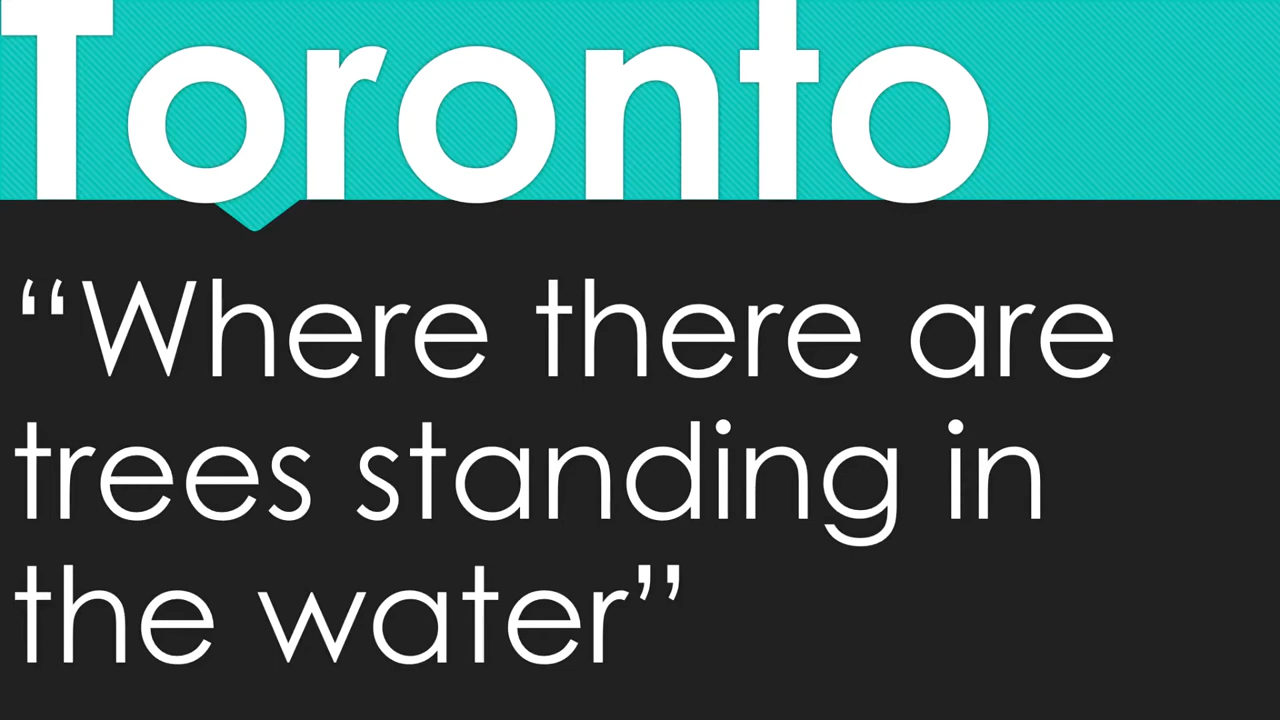 Toronto
“Where there are
trees standing in
the water”